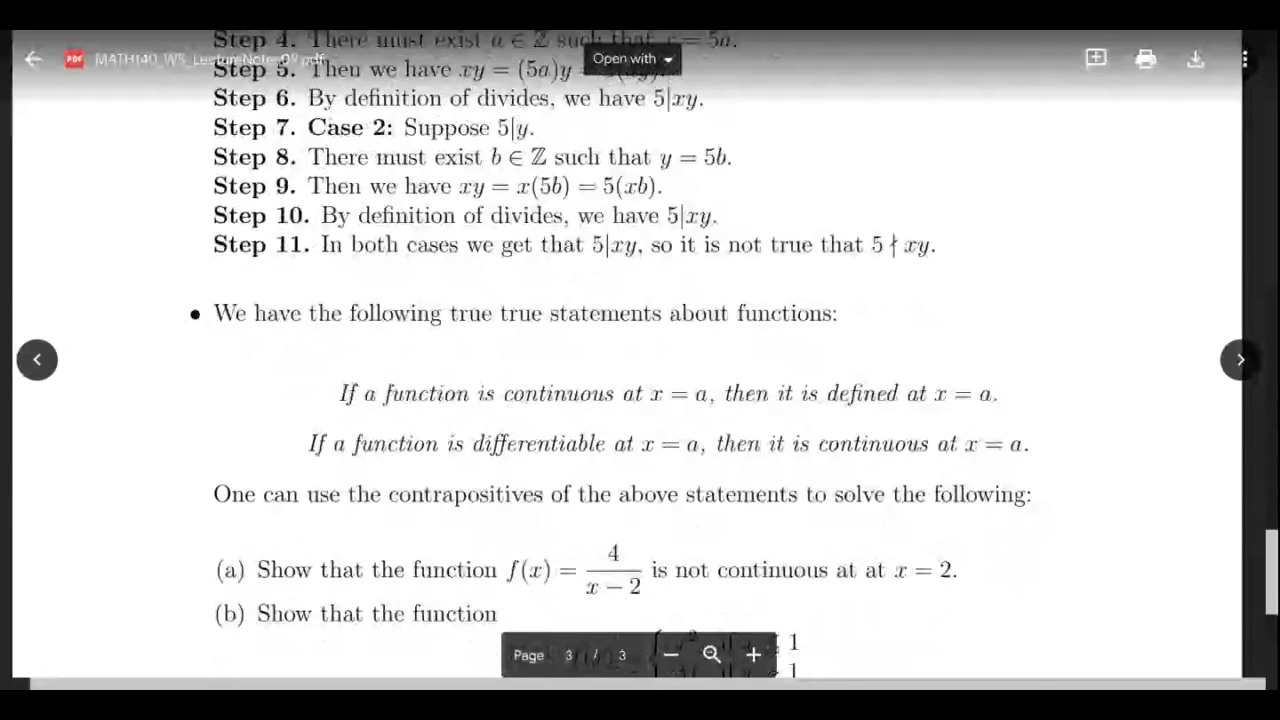 Step 4. There must exist a ∈ ℤ such that x = 5a.
MATH140_WS_LectureNotes09.pdf
Open with
Step 5. Then we have xy = (5a)y =
Step 6. By definition of divides, we have 5|xy.
Step 7. Case 2: Suppose 5|y.
Step 8. There must exist b ∈ ℤ such that y = 5b.
Step 9. Then we have xy = x(5b) = 5(xb).
Step 10. By definition of divides, we have 5|xy.
Step 11. In both cases we get that 5|xy, so it is not true that 5 ∤ xy.
• We have the following true true statements about functions:
If a function is continuous at x = a, then it is defined at x = a.
If a function is differentiable at x = a, then it is continuous at x = a.
One can use the contrapositives of the above statements to solve the following:
(a) Show that the function f(x) = 4/(x − 2) is not continuous at at x = 2.
(b) Show that the function
Page 3 / 3
1
1